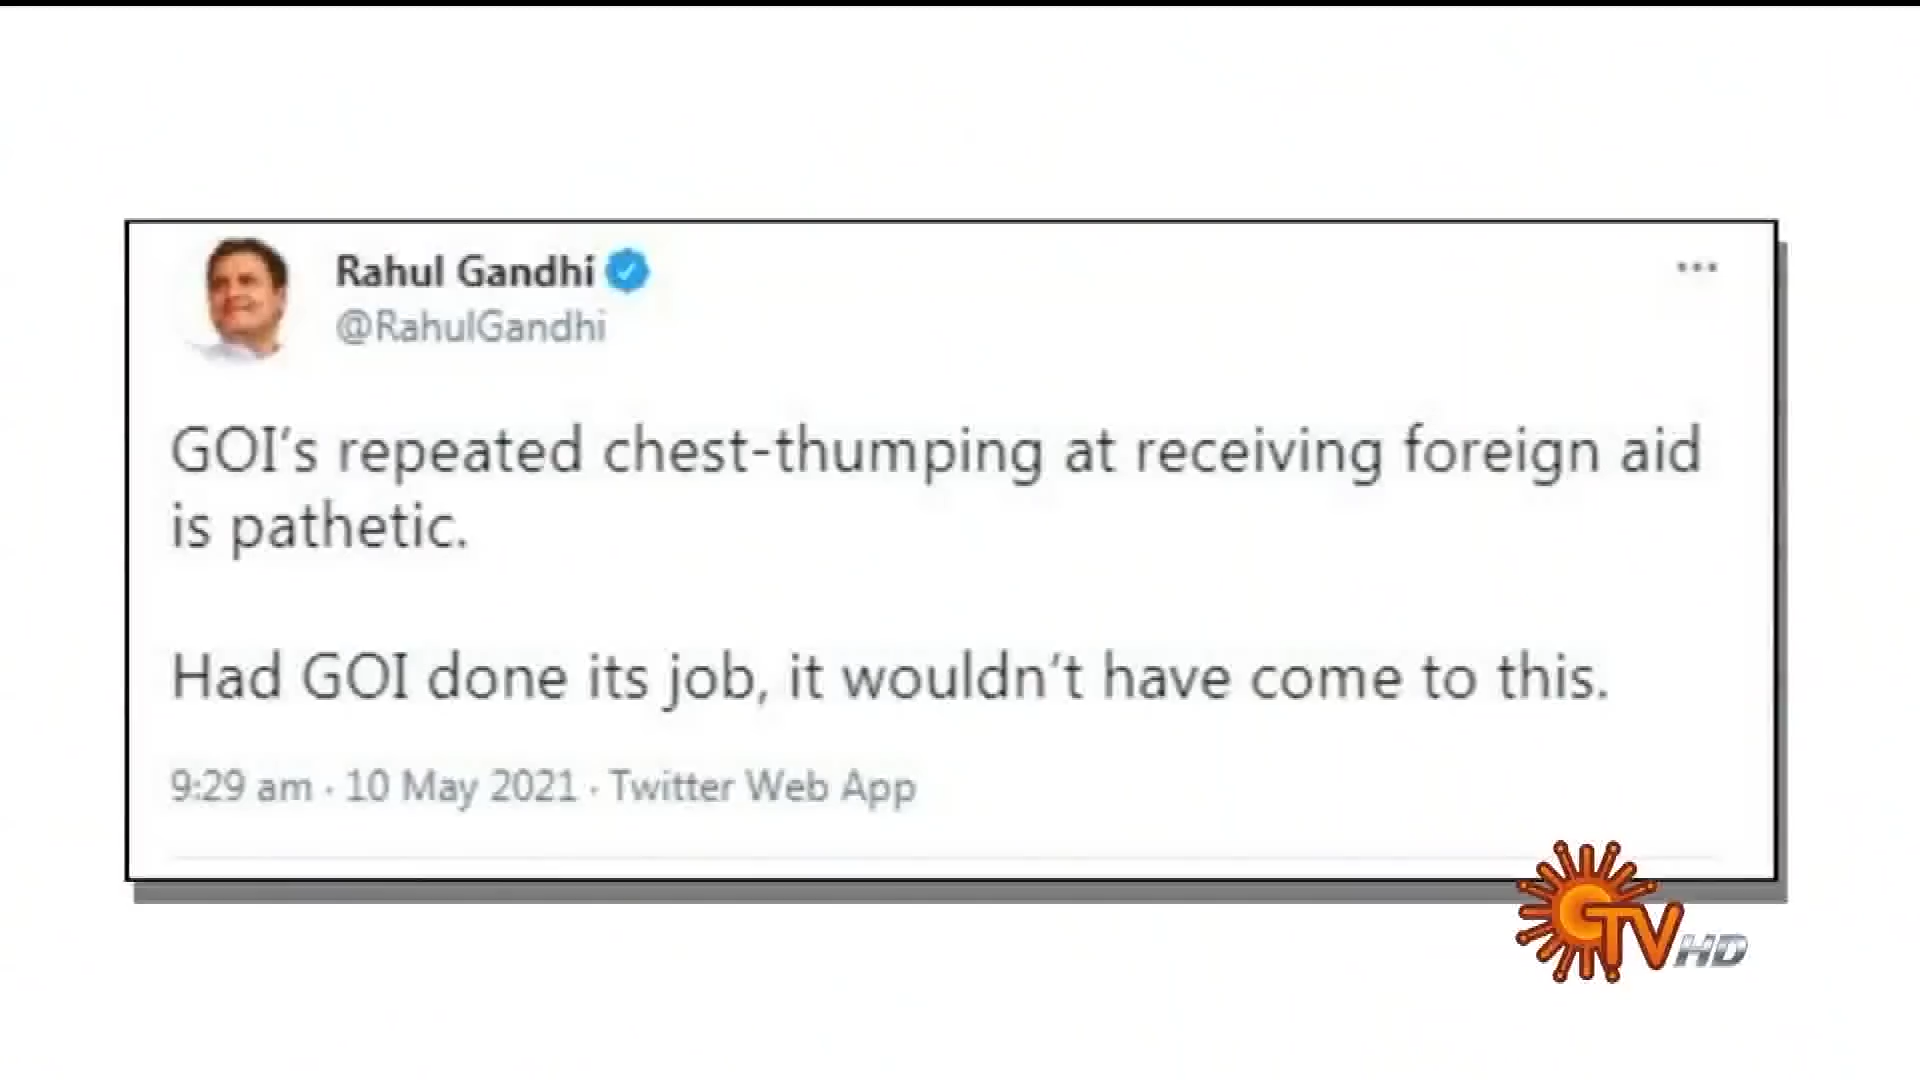 Rahul Gandhi
@RahulGandhi
GOI's repeated chest-thumping at receiving foreign aid
is pathetic.
Had GOI done its job, it wouldn't have come to this.
9:29 am · 10 May 2021 · Twitter Web App
TV HD